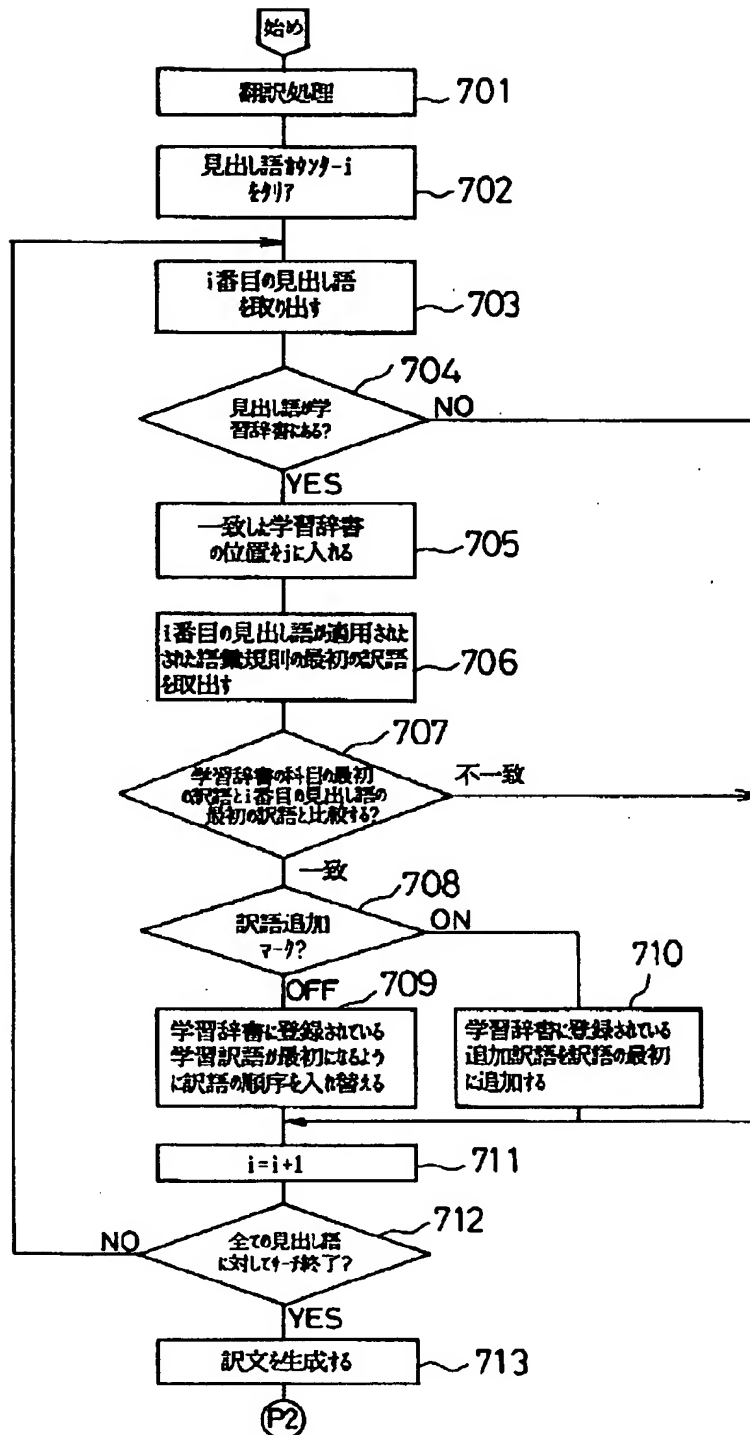 始め
翻訳処理
701
見出し語カウンターi
をクリア
702
i番目の見出し語
を取り出す
703
704
見出し語が学
習辞書にある?
NO
YES
一致した学習辞書
の位置をjに入れる
705
i番目の見出し語が適用された
された語彙規則の最初の訳語
を取出す
706
707
学習辞書の科目の最初
の訳語とi番目の見出し語の
最初の訳語と比較する?
不一致
一致
708
訳語追加
マーク?
ON
OFF
709
710
学習辞書に登録されている
学習訳語が最初になるよう
に訳語の順序を入れ替える
学習辞書に登録されている
追加訳語を訳語の最初
に追加する
i=i+1
711
712
全ての見出し語
に対してサーチ終了?
NO
YES
訳文を生成する
713
P2